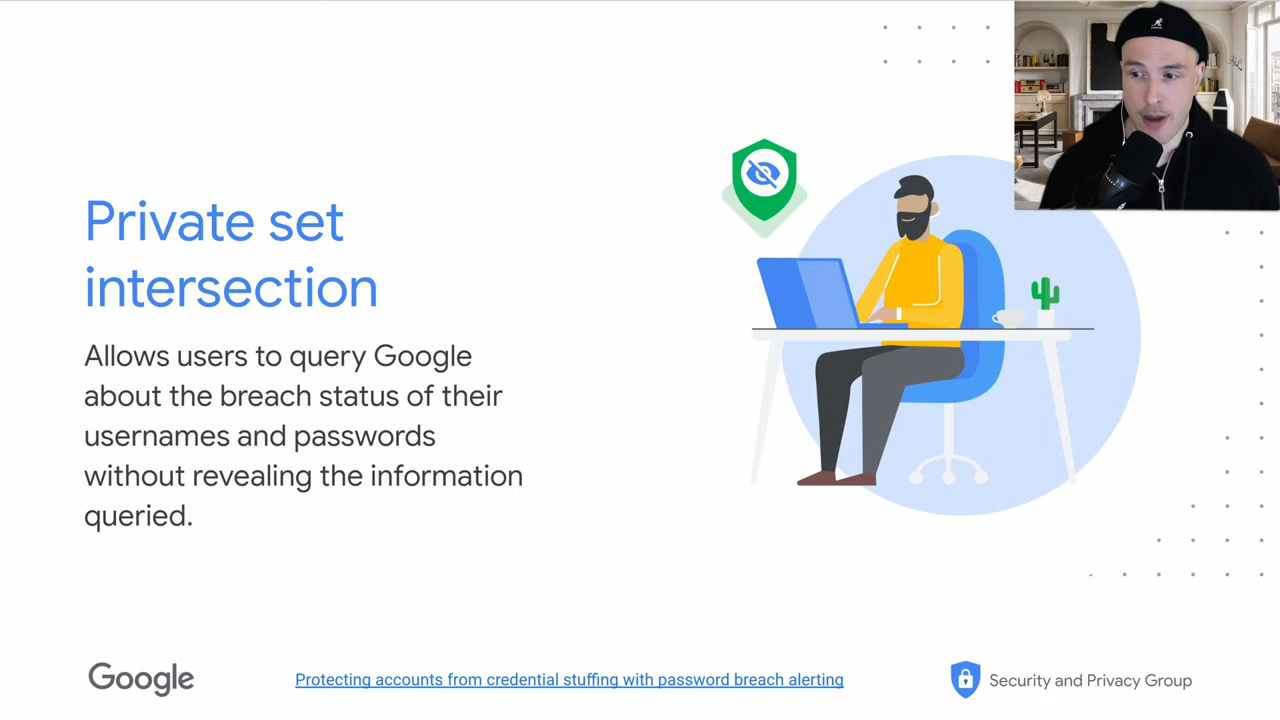 Private set
intersection
Allows users to query Google
about the breach status of their
usernames and passwords
without revealing the information
queried.
Google
Protecting accounts from credential stuffing with password breach alerting
Security and Privacy Group